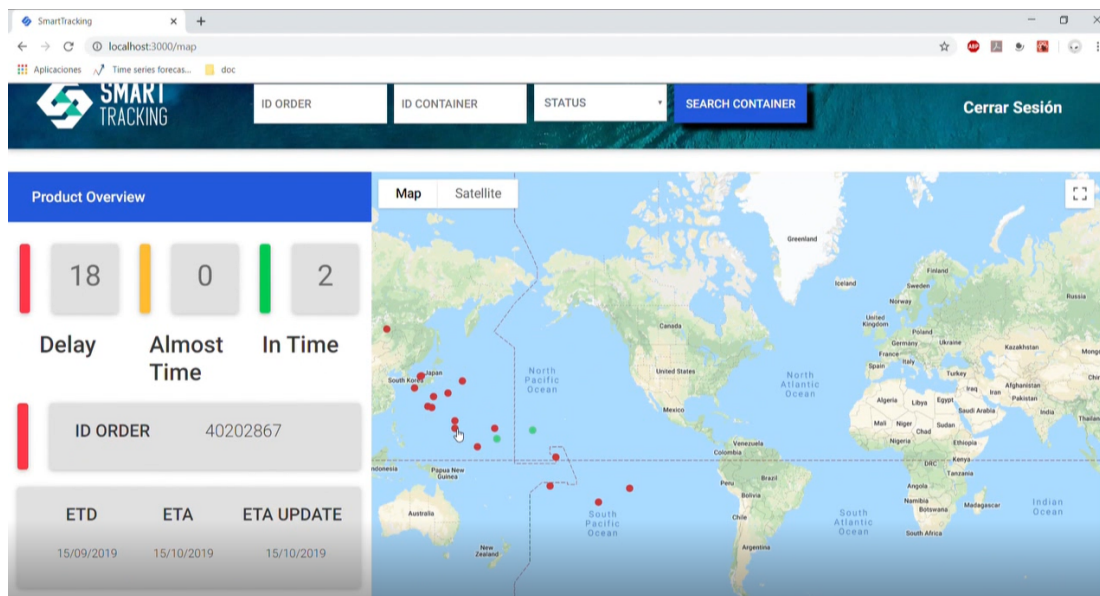 SmartTracking
localhost:3000/map
Aplicaciones Time series forecas... doc
SMART
TRACKING
ID ORDER
ID CONTAINER
STATUS
SEARCH CONTAINER
Cerrar Sesión
Product Overview
18
0
2
Delay
Almost
Time
In Time
ID ORDER 40202867
ETD ETA ETA UPDATE
15/09/2019 15/10/2019 15/10/2019
Map Satellite
Greenland
Iceland
Finland
Sweden
Norway
Russia
United
Kingdom
Poland
Germany
Ukraine
Kazakhstan
Mong
France
Italy
Spain
Turkey
Canada
South Korea
Japan
North
Pacific
Ocean
United States
North
Atlantic
Ocean
Iraq
Iran
Afghanistan
Pakistan
Chin
Algeria
Libya
Egypt
Saudi Arabia
India
Thailan
Mexico
Mali
Niger
Chad
Sudan
Nigeria
Ethiopia
Venezuela
Colombia
ndonesia
Papua New
Guinea
DRC
Kenya
Tanzania
Peru
Brazil
Bolivia
Angola
Namibia
Botswana
Madagascar
Indian
Ocean
Australia
South
Pacific
Ocean
Chile
South
Atlantic
Ocean
South Africa
New
Zealand
Argentina